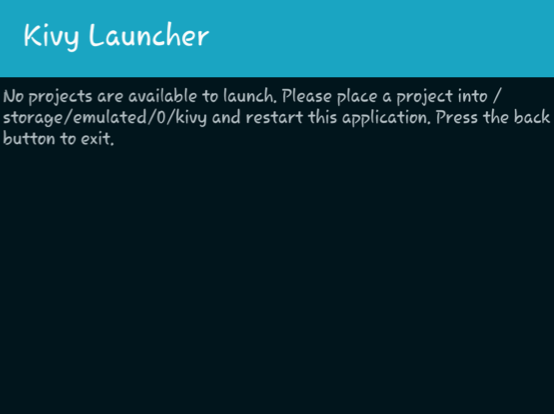 Kivy Launcher
No projects are available to launch. Please place a project into /
storage/emulated/0/kivy and restart this application. Press the back
button to exit.